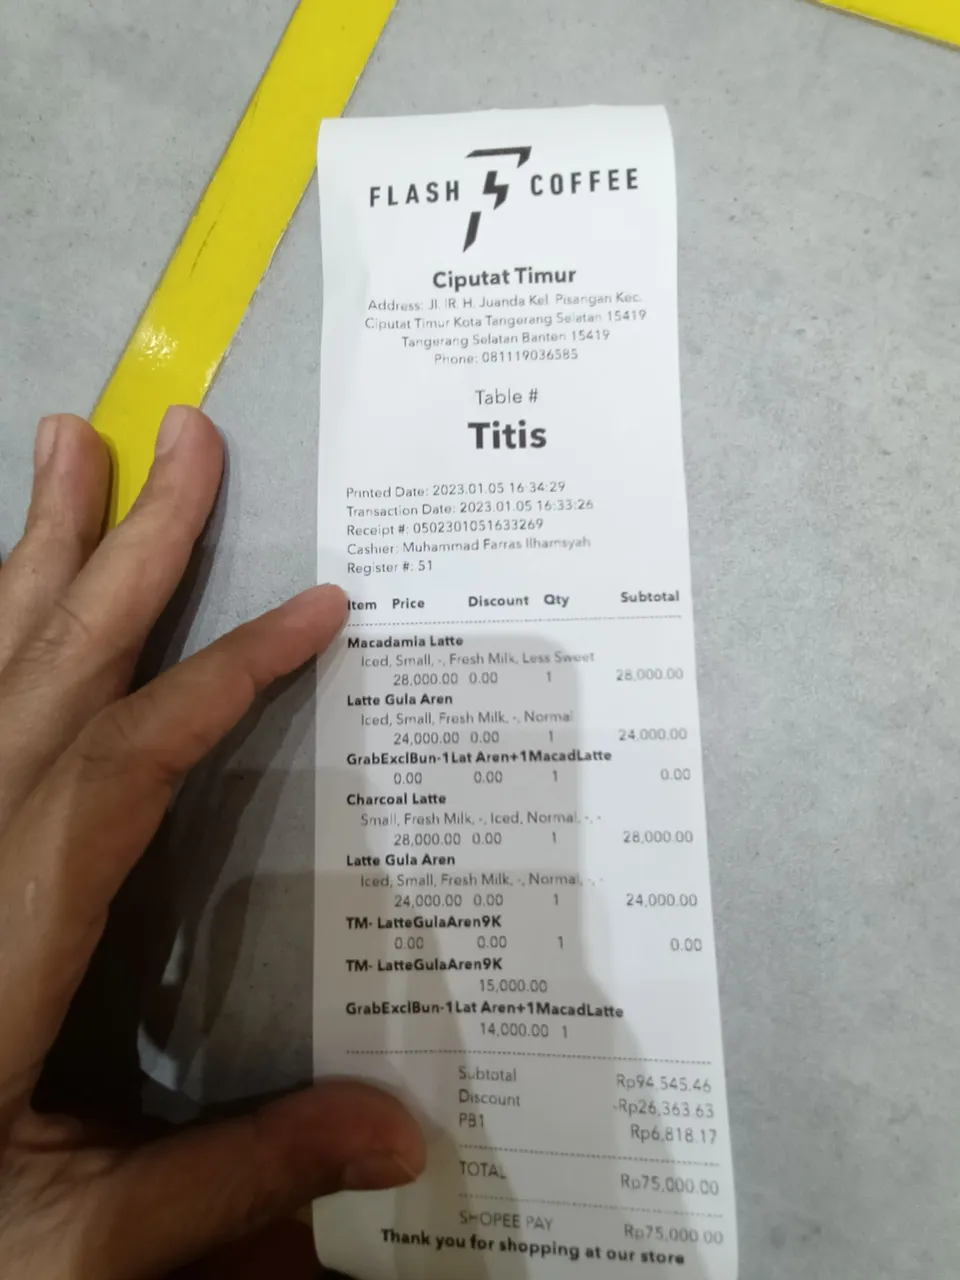 FLASH COFFEE
Ciputat Timur
Address: Jl. IR. H. Juanda Kel. Pisangan Kec.
Ciputat Timur Kota Tangerang Selatan 15419
Tangerang Selatan Banten 15419
Phone: 081119036585
Table #
Titis
Printed Date: 2023.01.05 16:34:29
Transaction Date: 2023.01.05 16:33:26
Receipt #: 0502301051633269
Cashier: Muhammad Farras Ilhamsyah
Register #: 51
Item Price Discount Qty Subtotal
Macadamia Latte
Iced, Small, -, Fresh Milk, Less Sweet
28,000.00 0.00 1 28,000.00
Latte Gula Aren
Iced, Small, Fresh Milk, -, Normal
24,000.00 0.00 1 24,000.00
GrabExclBun-1Lat Aren+1MacadLatte
0.00 0.00 1 0.00
Charcoal Latte
Small, Fresh Milk, -, Iced, Normal, -, -
28,000.00 0.00 1 28,000.00
Latte Gula Aren
Iced, Small, Fresh Milk, -, Normal, -, -
24,000.00 0.00 1 24,000.00
TM- LatteGulaAren9K
0.00 0.00 1 0.00
TM- LatteGulaAren9K
15,000.00
GrabExclBun-1Lat Aren+1MacadLatte
14,000.00 1
Subtotal Rp94,545.46
Discount -Rp26,363.63
PB1 Rp6,818.17
TOTAL Rp75,000.00
SHOPEE PAY Rp75,000.00
Thank you for shopping at our store